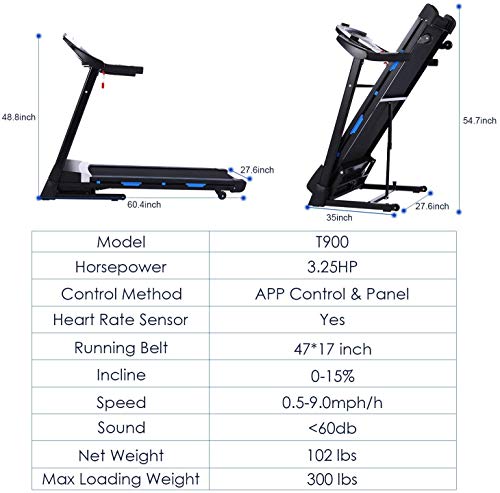 48.8inch
27.6inch
60.4inch
54.7inch
35inch
27.6inch
Model T900
Horsepower 3.25HP
Control Method APP Control & Panel
Heart Rate Sensor Yes
Running Belt 47*17 inch
Incline 0-15%
Speed 0.5-9.0mph/h
Sound <60db
Net Weight 102 lbs
Max Loading Weight 300 lbs